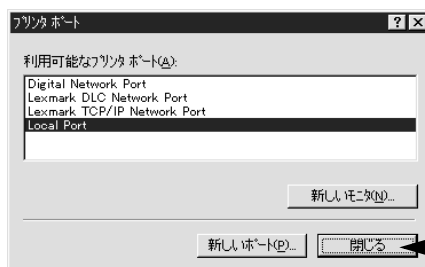 プリンタ ポート
利用可能なプリンタ ポート(A):
Digital Network Port
Lexmark DLC Network Port
Lexmark TCP/IP Network Port
Local Port
新しいモニタ(N)...
新しいポート(P)...
閉じる